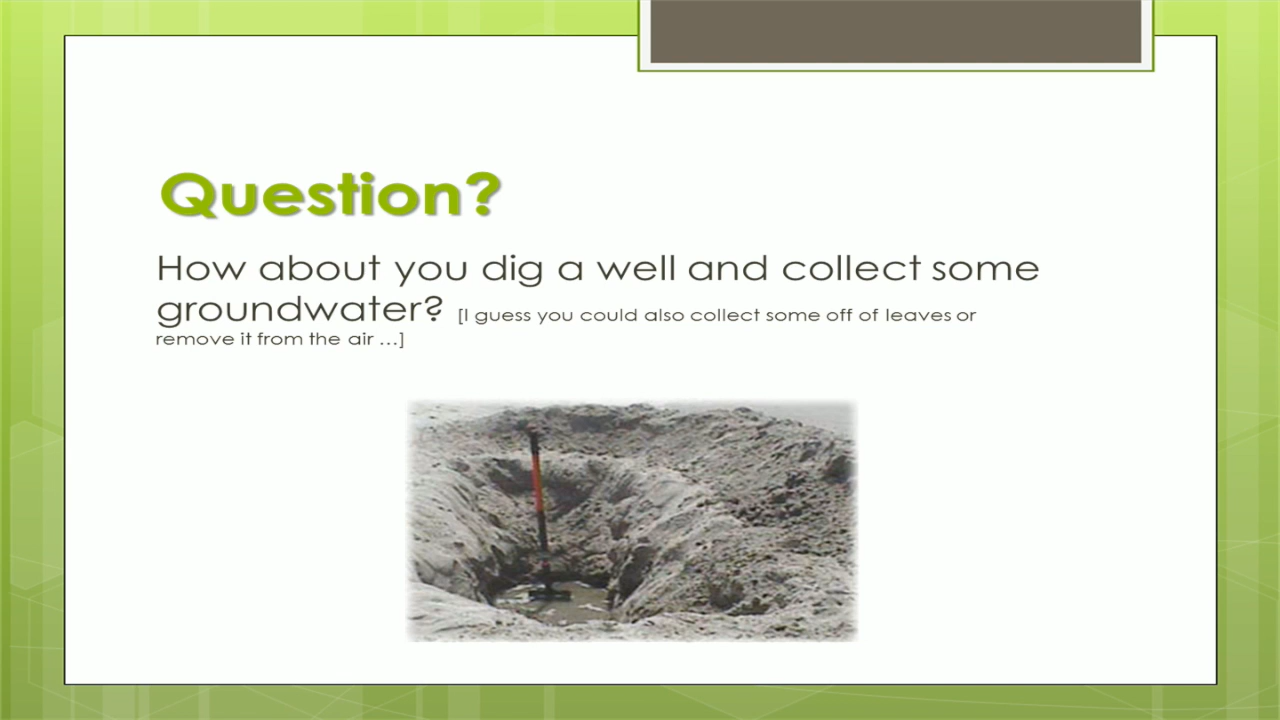 Question?
How about you dig a well and collect some
groundwater? [I guess you could also collect some off of leaves or
remove it from the air …]